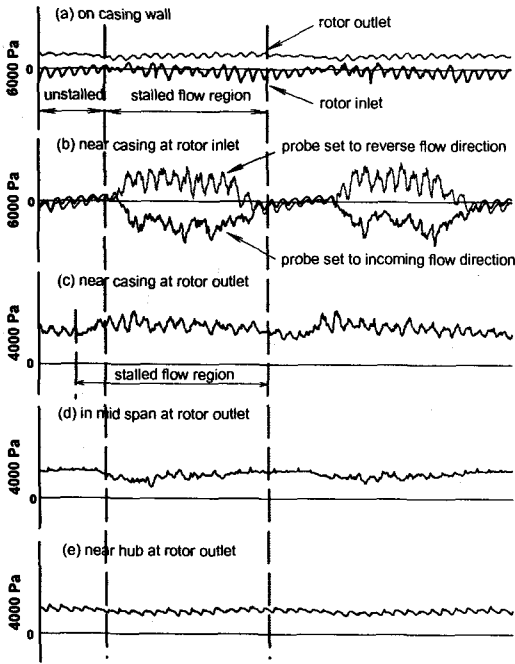 (a) on casing wall
rotor outlet
6000 Pa
0
unstalled
stalled flow region
rotor inlet
(b) near casing at rotor inlet
probe set to reverse flow direction
6000 Pa
0
probe set to incoming flow direction
(c) near casing at rotor outlet
4000 Pa
0
stalled flow region
(d) in mid span at rotor outlet
4000 Pa
0
(e) near hub at rotor outlet
4000 Pa
0